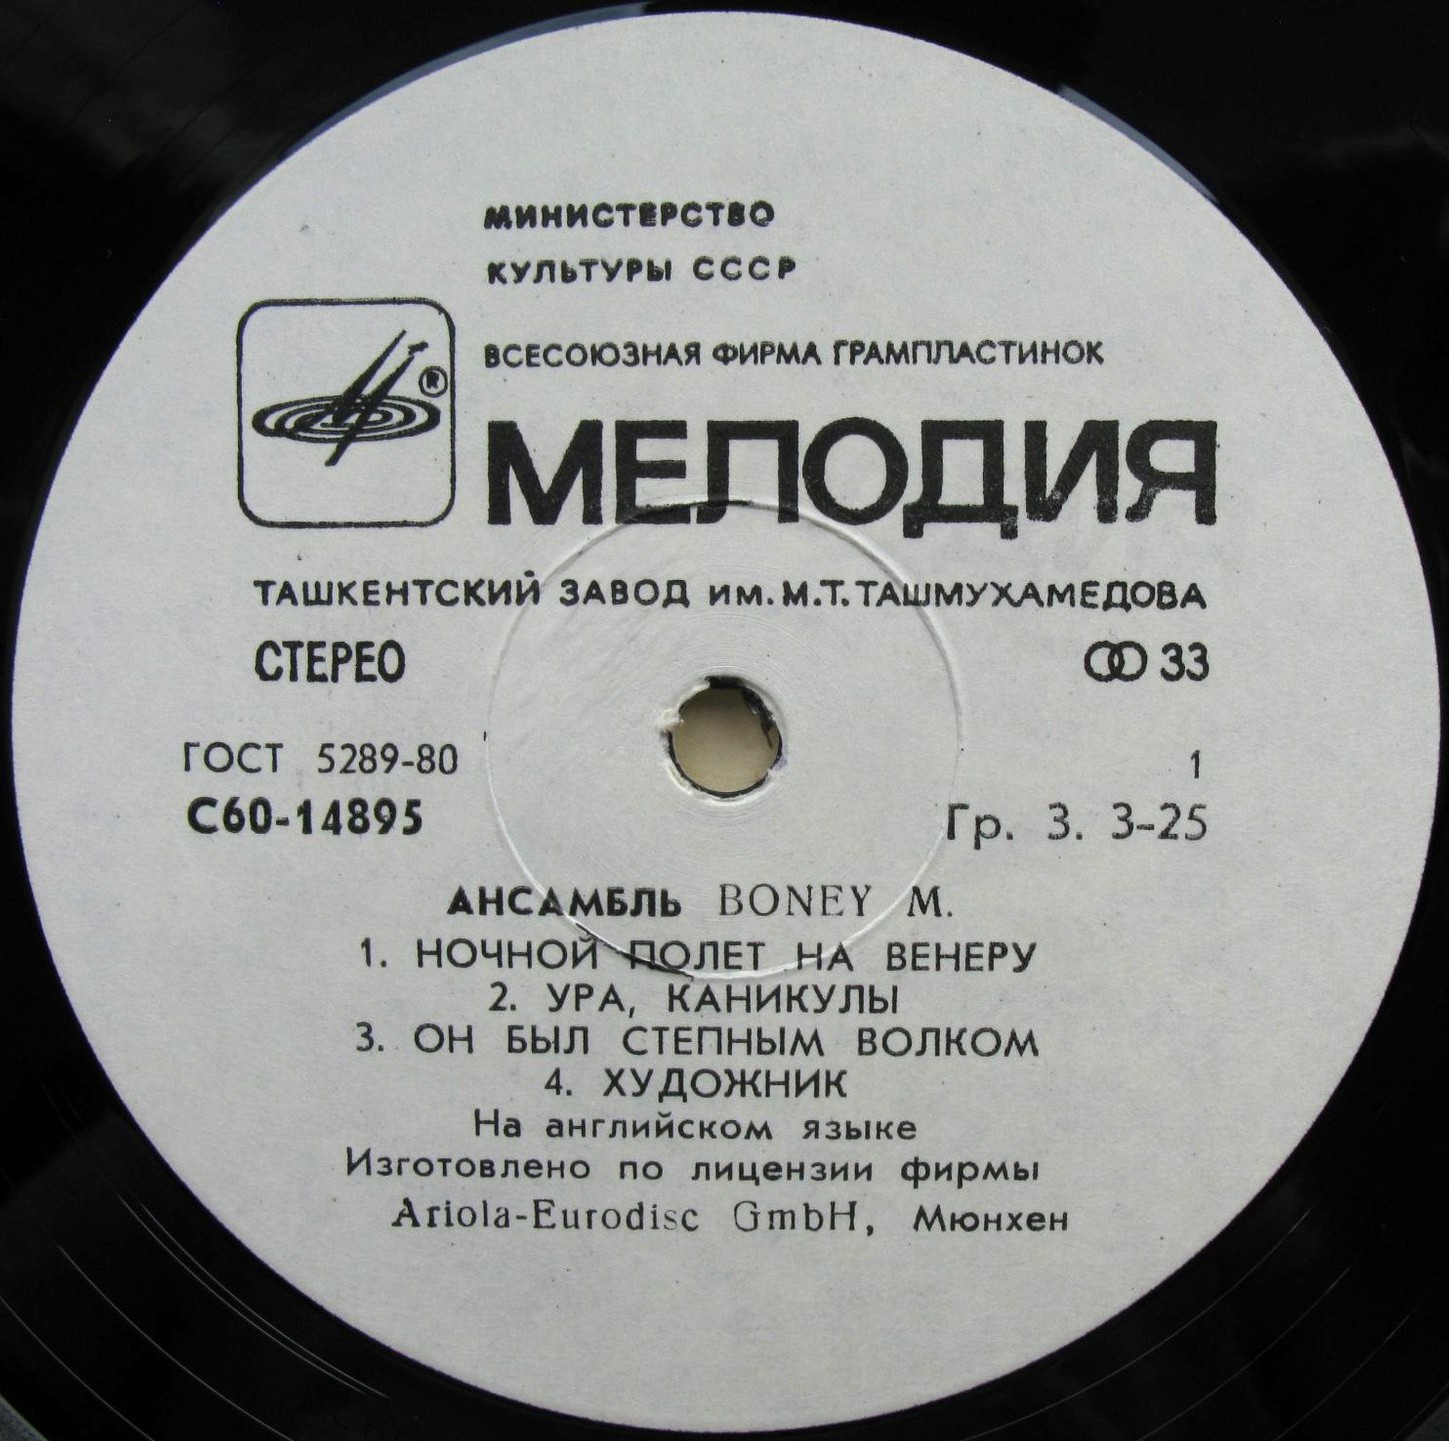 МИНИСТЕРСТВО
КУЛЬТУРЫ СССР
ВСЕСОЮЗНАЯ ФИРМА ГРАМПЛАСТИНОК
®
МЕЛОДИЯ
ТАШКЕНТСКИЙ ЗАВОД им. М.Т. ТАШМУХАМЕДОВА
СТЕРЕО 33
ГОСТ 5289-80 1
С60-14895 Гр. 3. 3-25
АНСАМБЛЬ BONEY M.
1. НОЧНОЙ ПОЛЕТ НА ВЕНЕРУ
2. УРА, КАНИКУЛЫ
3. ОН БЫЛ СТЕПНЫМ ВОЛКОМ
4. ХУДОЖНИК
На английском языке
Изготовлено по лицензии фирмы
Ariola-Eurodisc GmbH, Мюнхен